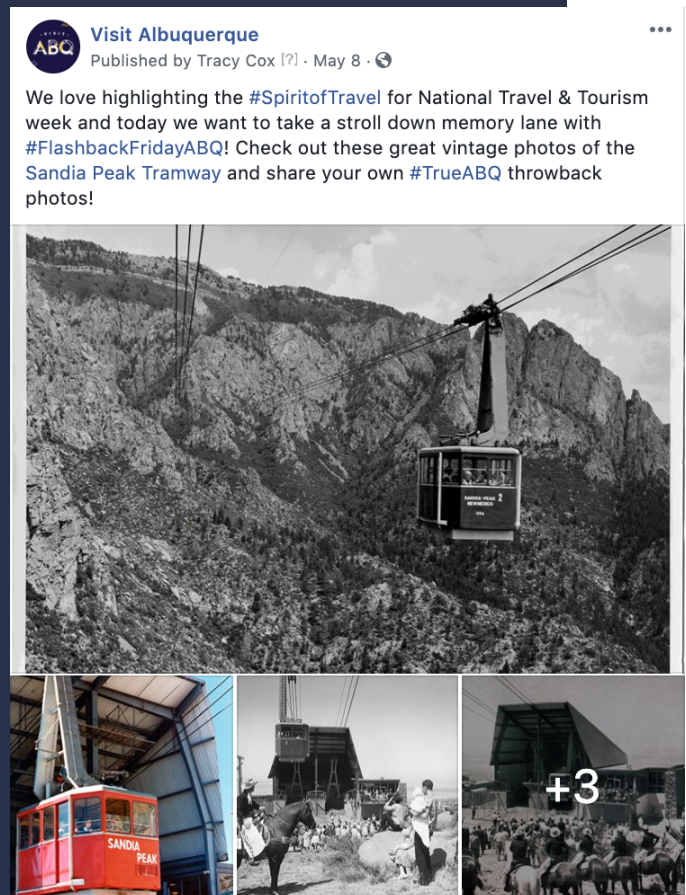 · VISIT ·
ABQ
Visit Albuquerque
Published by Tracy Cox [?] · May 8 ·
We love highlighting the #SpiritofTravel for National Travel & Tourism
week and today we want to take a stroll down memory lane with
#FlashbackFridayABQ! Check out these great vintage photos of the
Sandia Peak Tramway and share your own #TrueABQ throwback
photos!
SANDIA-PEAK 2
NEW MEXICO
USA
SANDIA
PEAK
+3